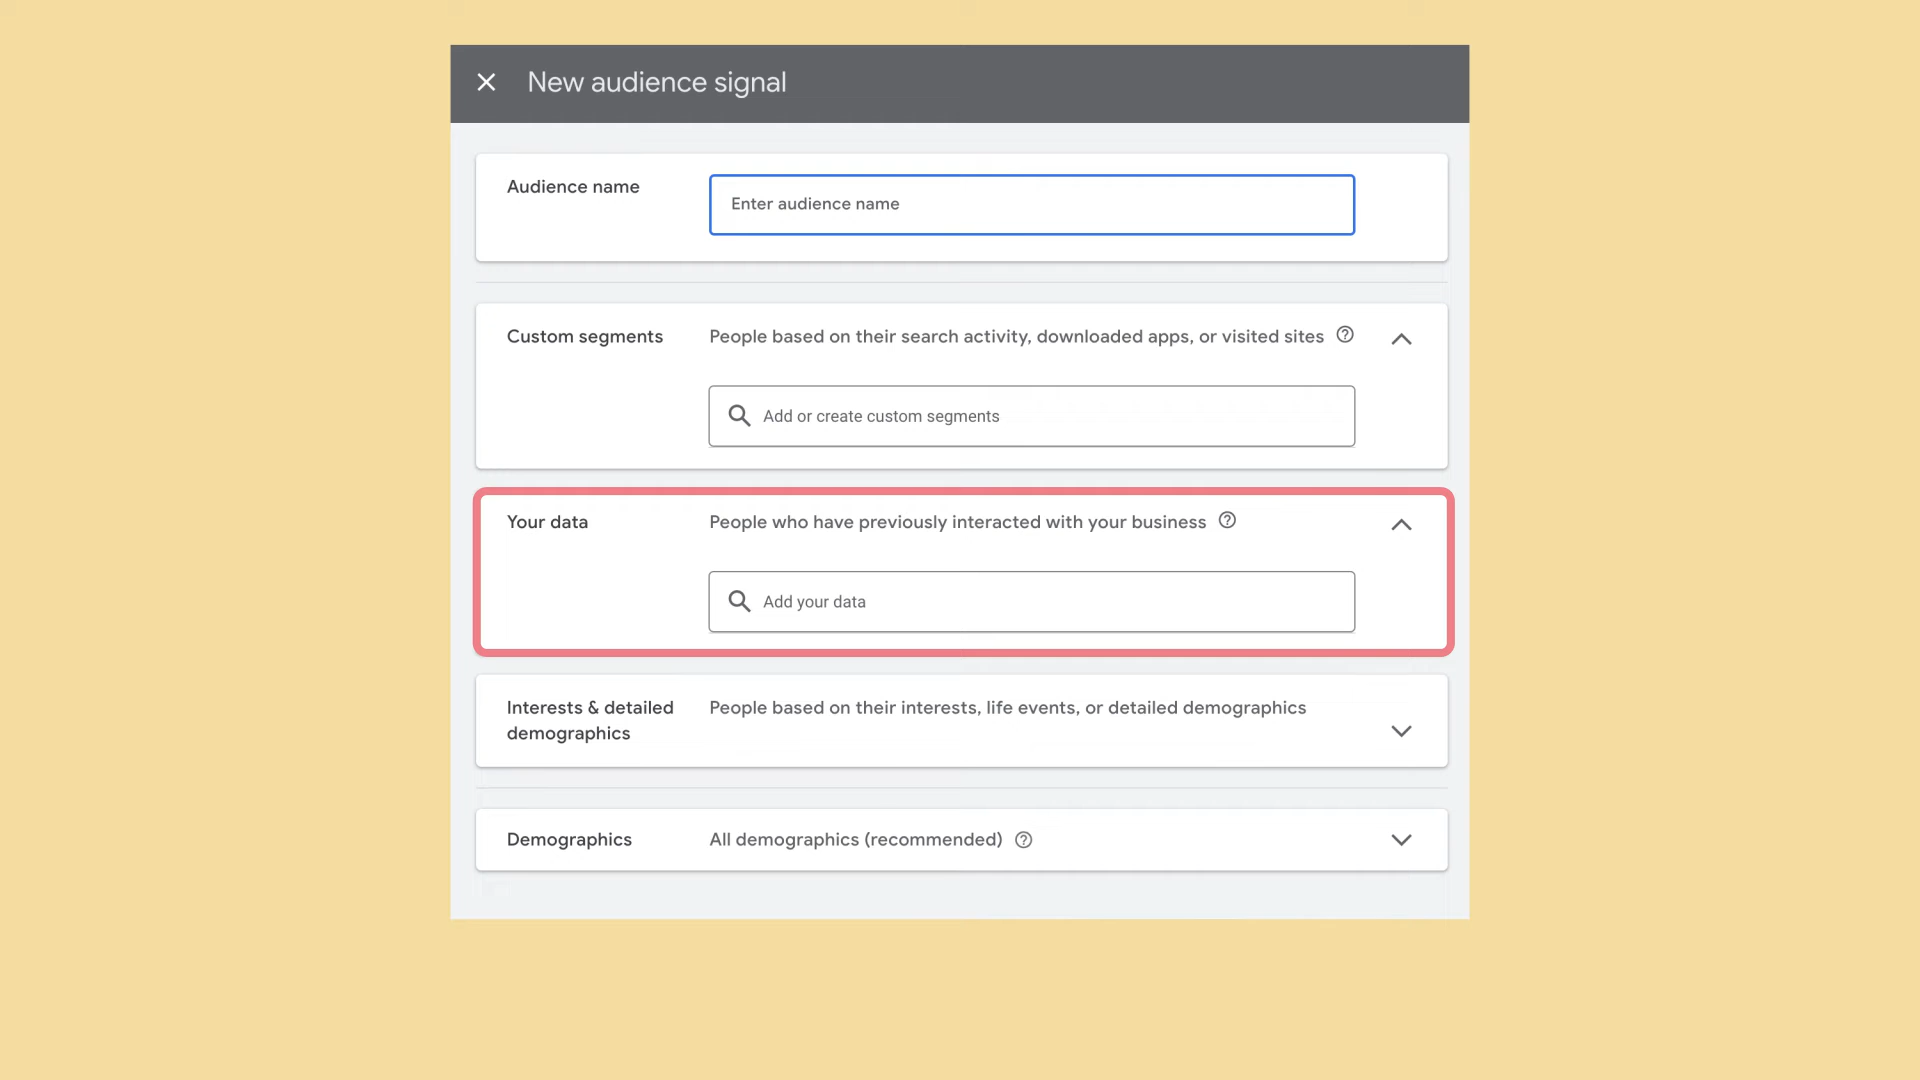 New audience signal
Audience name
Enter audience name
Custom segments
People based on their search activity, downloaded apps, or visited sites
Add or create custom segments
Your data
People who have previously interacted with your business
Add your data
Interests & detailed
demographics
People based on their interests, life events, or detailed demographics
Demographics
All demographics (recommended)